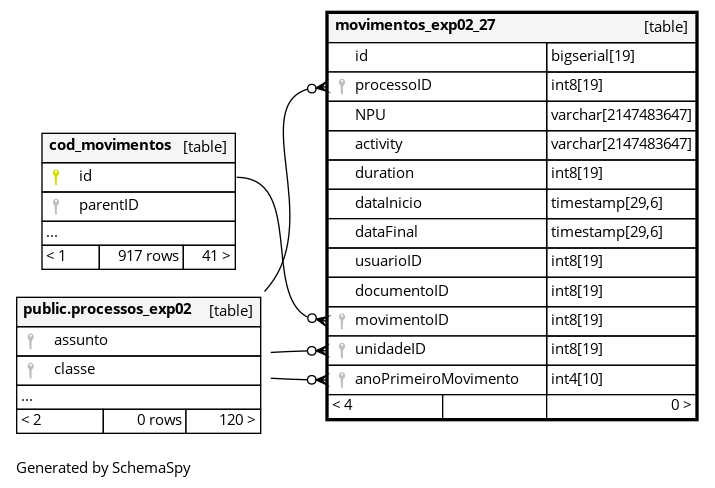 movimentos_exp02_27 [table]
id bigserial[19]
processoID int8[19]
NPU varchar[2147483647]
activity varchar[2147483647]
duration int8[19]
dataInicio timestamp[29,6]
dataFinal timestamp[29,6]
usuarioID int8[19]
documentoID int8[19]
movimentoID int8[19]
unidadeID int8[19]
anoPrimeiroMovimento int4[10]
< 4 0 >
cod_movimentos [table]
id
parentID
...
< 1 917 rows 41 >
public.processos_exp02 [table]
assunto
classe
...
< 2 0 rows 120 >
Generated by SchemaSpy